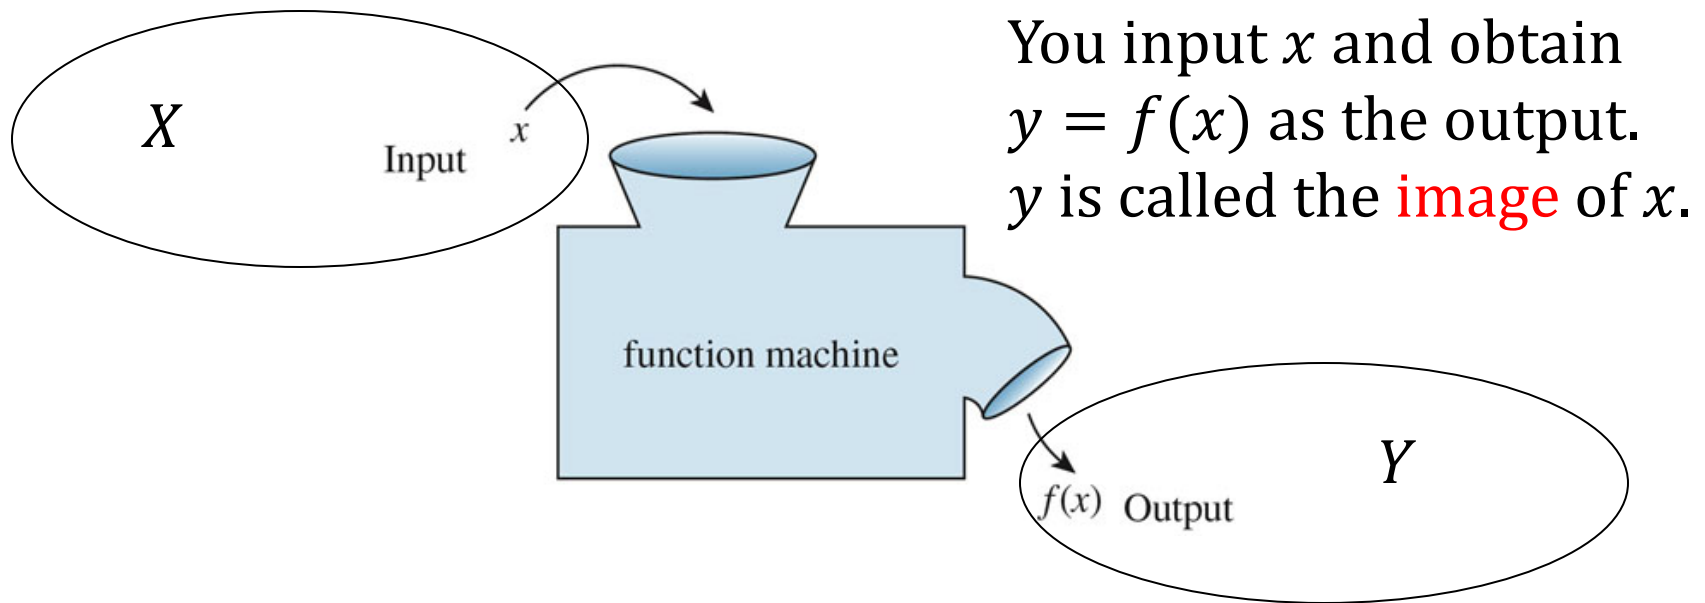 You input x and obtain
y = f(x) as the output.
y is called the image of x.
X
x
Input
function machine
Y
f(x) Output